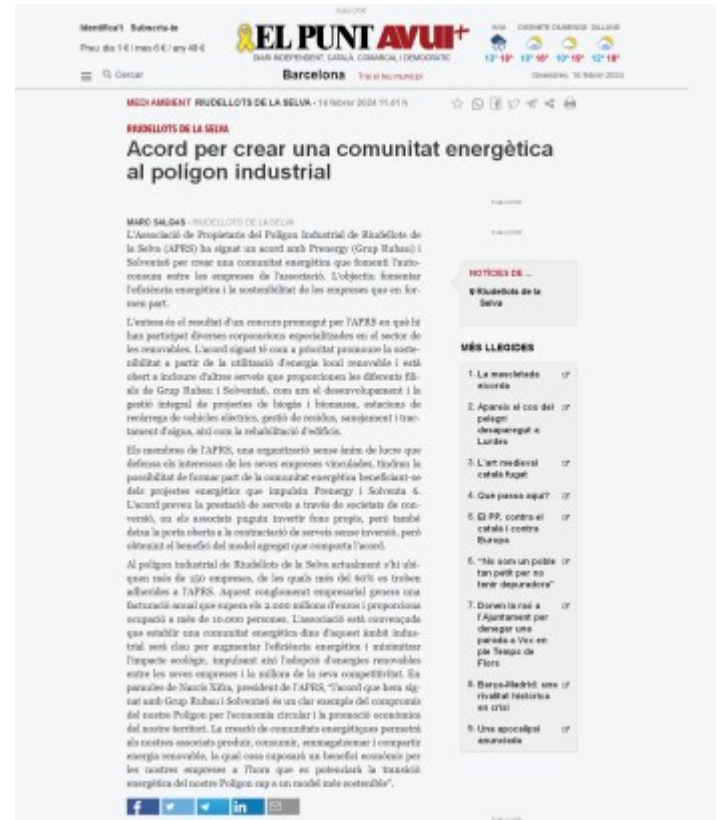 Identifica't Subscriu-te
Preu: dia 1 € | mes 6 € / any 48 €
EL PUNT AVUI+
DIARI INDEPENDENT, CATALÀ, COMARCAL I DEMOCRÀTIC
AVUI DISSABTE DIUMENGE DILLUNS
Cercar
Barcelona Tria el teu municipi
Divendres, 16 febrer 2024
MEDI AMBIENT RIUDELLOTS DE LA SELVA - 16 febrer 2024 11.41 h
RIUDELLOTS DE LA SELVA
Acord per crear una comunitat energètica
al polígon industrial
MARC SALGAS - RIUDELLOTS DE LA SELVA
L'Associació de Propietaris del Polígon Industrial de Riudellots de
la Selva (APRS) ha signat un acord amb Prenergy (Grup Rubau) i
Solventa6 per crear una comunitat energètica que fomenti l'auto-
consum entre les empreses de l'associació. L'objectiu fomentar
l'eficiència energètica i la sostenibilitat de les empreses que en for-
men part.
L'entesa és el resultat d'un concurs promogut per l'APRS en què hi
han participat diverses corporacions especialitzades en el sector de
les renovables. L'acord signat té com a prioritat promoure la soste-
nibilitat a partir de la utilització d'energia local renovable i està
obert a incloure d'altres serveis que proporcionen les diferents fili-
als de Grup Rubau i Solventa6, com ara el desenvolupament i la
gestió integral de projectes de biogàs i biomassa, estacions de
recàrrega de vehicles elèctrics, gestió de residus, sanejament i trac-
tament d'aigua, així com la rehabilitació d'edificis.
Els membres de l'APRS, una organització sense ànim de lucre que
defensa els interessos de les seves empreses vinculades, tindran la
possibilitat de formar part de la comunitat energètica beneficiant-se
dels projectes energètics que impulsin Prenergy i Solventa 6.
L'acord preveu la prestació de serveis a través de societats de con-
versió, on els associats puguin invertir fons propis, però també
deixa la porta oberta a la contractació de serveis sense inversió, però
obtenint el benefici del model agregat que comporta l'acord.
Al polígon industrial de Riudellots de la Selva actualment s'hi ubi-
quen més de 150 empreses, de les quals més del 60% es troben
adherides a l'APRS. Aquest conglomerat empresarial genera una
facturació anual que supera els 2.000 milions d'euros i proporciona
ocupació a més de 10.000 persones. L'associació està convençuda
que establir una comunitat energètica dins d'aquest àmbit indus-
trial serà clau per augmentar l'eficiència energètica i minimitzar
l'impacte ecològic, impulsant així l'adopció d'energies renovables
entre les seves empreses i la millora de la seva competitivitat. En
paraules de Narcís Xifra, president de l'APRS, "l'acord que hem sig-
nat amb Grup Rubau i Solventa6 és un clar exemple del compromís
del nostre Polígon per l'economia circular i la promoció econòmica
del nostre territori. La creació de comunitats energètiques permetrà
als nostres associats produir, consumir, emmagatzemar i compartir
energia renovable, la qual cosa suposarà un benefici econòmic per
les nostres empreses a l'hora que es potenciarà la transició
energètica del nostre Polígon cap a un model més sostenible".
NOTÍCIES DE ...
Riudellots de la
Selva
MÉS LLEGIDES
1. La mascletada
eixorda
2. Apareix el cos del
pelegrí
desaparegut a
Lurdes
3. L'art medieval
català fugat
4. Què passa aquí?
5. El PP, contra el
català i contra
Europa
6. "No som un poble
tan petit per no
tenir depuradora"
7. Donen la raó a
l'Ajuntament per
denegar una
parada a Vox en
ple Temps de
Flors
8. Barça-Madrid: una
rivalitat històrica
en crisi
9. Una apocalipsi
anunciada